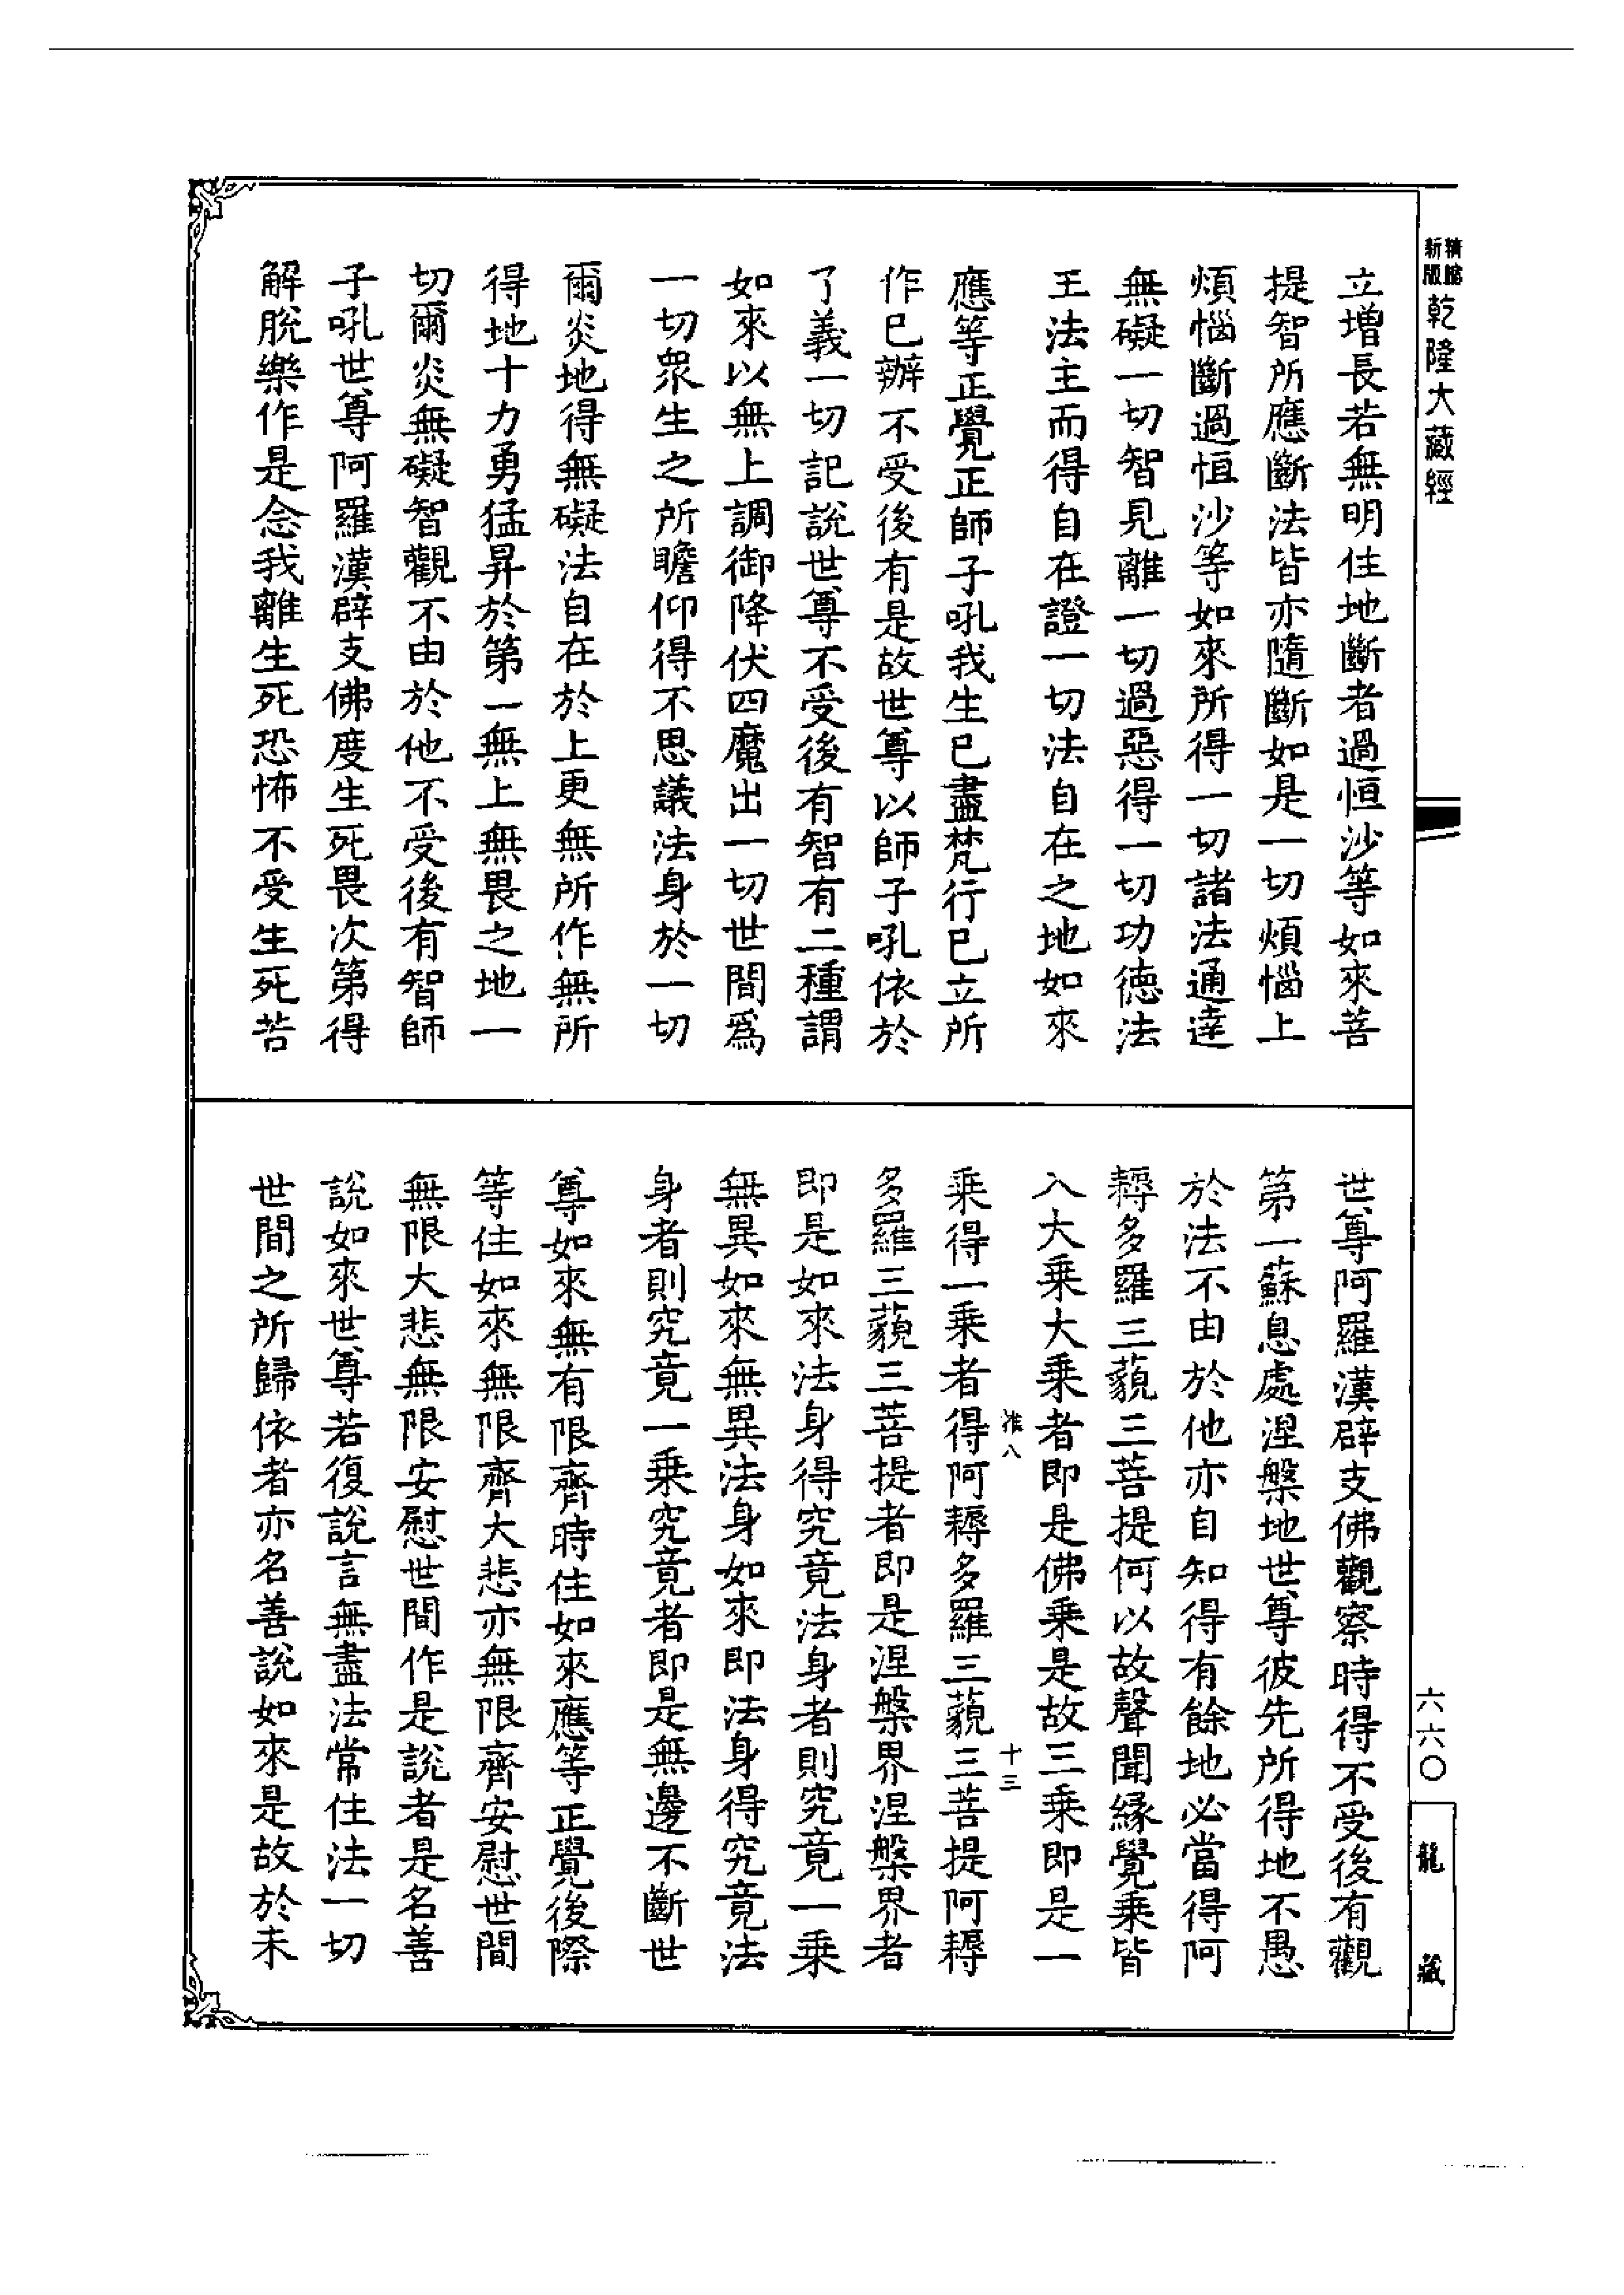 精縮
新版
乾隆大藏經
立增長若無明住地斷者過恒沙等如來菩
提智所應斷法皆亦隨斷如是一切煩惱上
煩惱斷過恒沙等如來所得一切諸法通達
無礙一切智見離一切過惡得一切功德法
王法主而得自在證一切法自在之地如來
應等正覺正師子吼我生已盡梵行已立所
作已辦不受後有是故世尊以師子吼依於
了義一切記說世尊不受後有智有二種謂
如來以無上調御降伏四魔出一切世間爲
一切眾生之所瞻仰得不思議法身於一切
爾炎地得無礙法自在於上更無所作無所
得地十力勇猛昇於第一無上無畏之地一
切爾炎無礙智觀不由於他不受後有智師
子吼世尊阿羅漢辟支佛度生死畏次第得
解脫樂作是念我離生死恐怖不受生死苦
世尊阿羅漢辟支佛觀察時得不受後有觀
第一蘇息處涅槃地世尊彼先所得地不愚
於法不由於他亦自知得有餘地必當得阿
耨多羅三藐三菩提何以故聲聞緣覺乘皆
入大乘大乘者即是佛乘是故三乘即是一
八
十三
乘得一乘者得阿耨多羅三藐三菩提阿耨
多羅三藐三菩提者即是涅槃界涅槃界者
即是如來法身得究竟法身者則究竟一乘
無異如來無異法身如來即法身得究竟法
身者則究竟一乘究竟者即是無邊不斷世
尊如來無有限齊時住如來應等正覺後際
等住如來無限齊大悲亦無限齊安慰世間
無限大悲無限安慰世間作是說者是名善
說如來世尊若復說言無盡法常住法一切
世間之所歸依者亦名善說如來是故於未
六六〇
龍藏